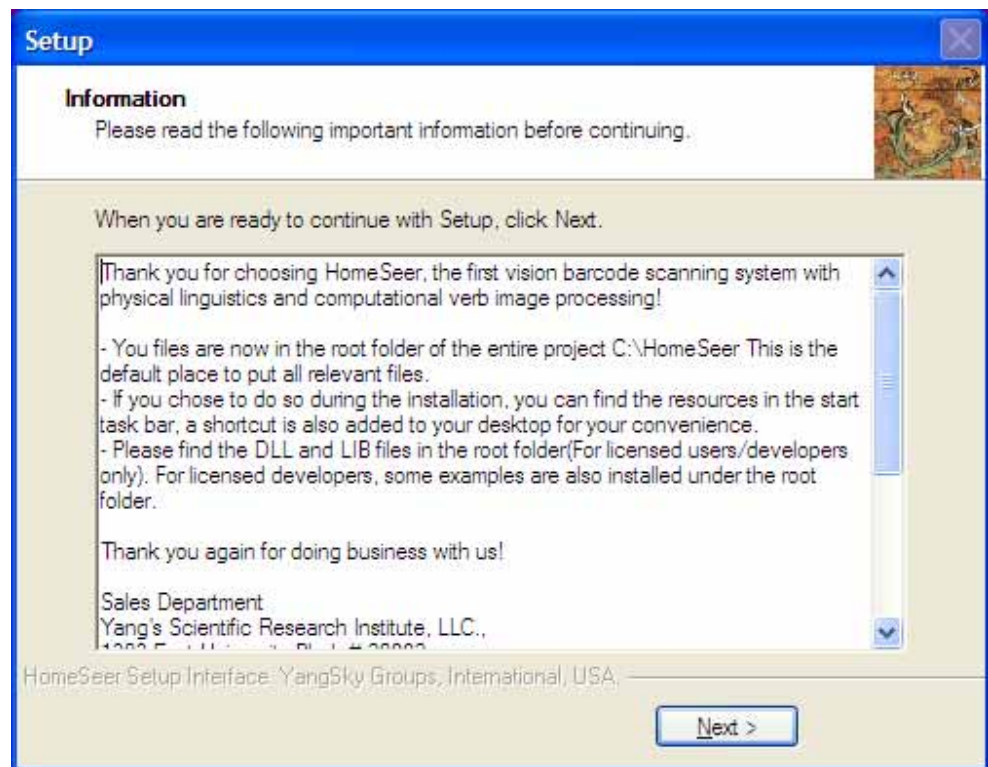 Setup
Information
Please read the following important information before continuing.
When you are ready to continue with Setup, click Next.
Thank you for choosing HomeSeer, the first vision barcode scanning system with
physical linguistics and computational verb image processing!
- You files are now in the root folder of the entire project C:\HomeSeer This is the
default place to put all relevant files.
- If you chose to do so during the installation, you can find the resources in the start
task bar, a shortcut is also added to your desktop for your convenience.
- Please find the DLL and LIB files in the root folder(For licensed users/developers
only). For licensed developers, some examples are also installed under the root
folder.
Thank you again for doing business with us!
Sales Department
Yang's Scientific Research Institute, LLC.,
HomeSeer Setup Interface. YangSky Groups, International, USA.
Next >